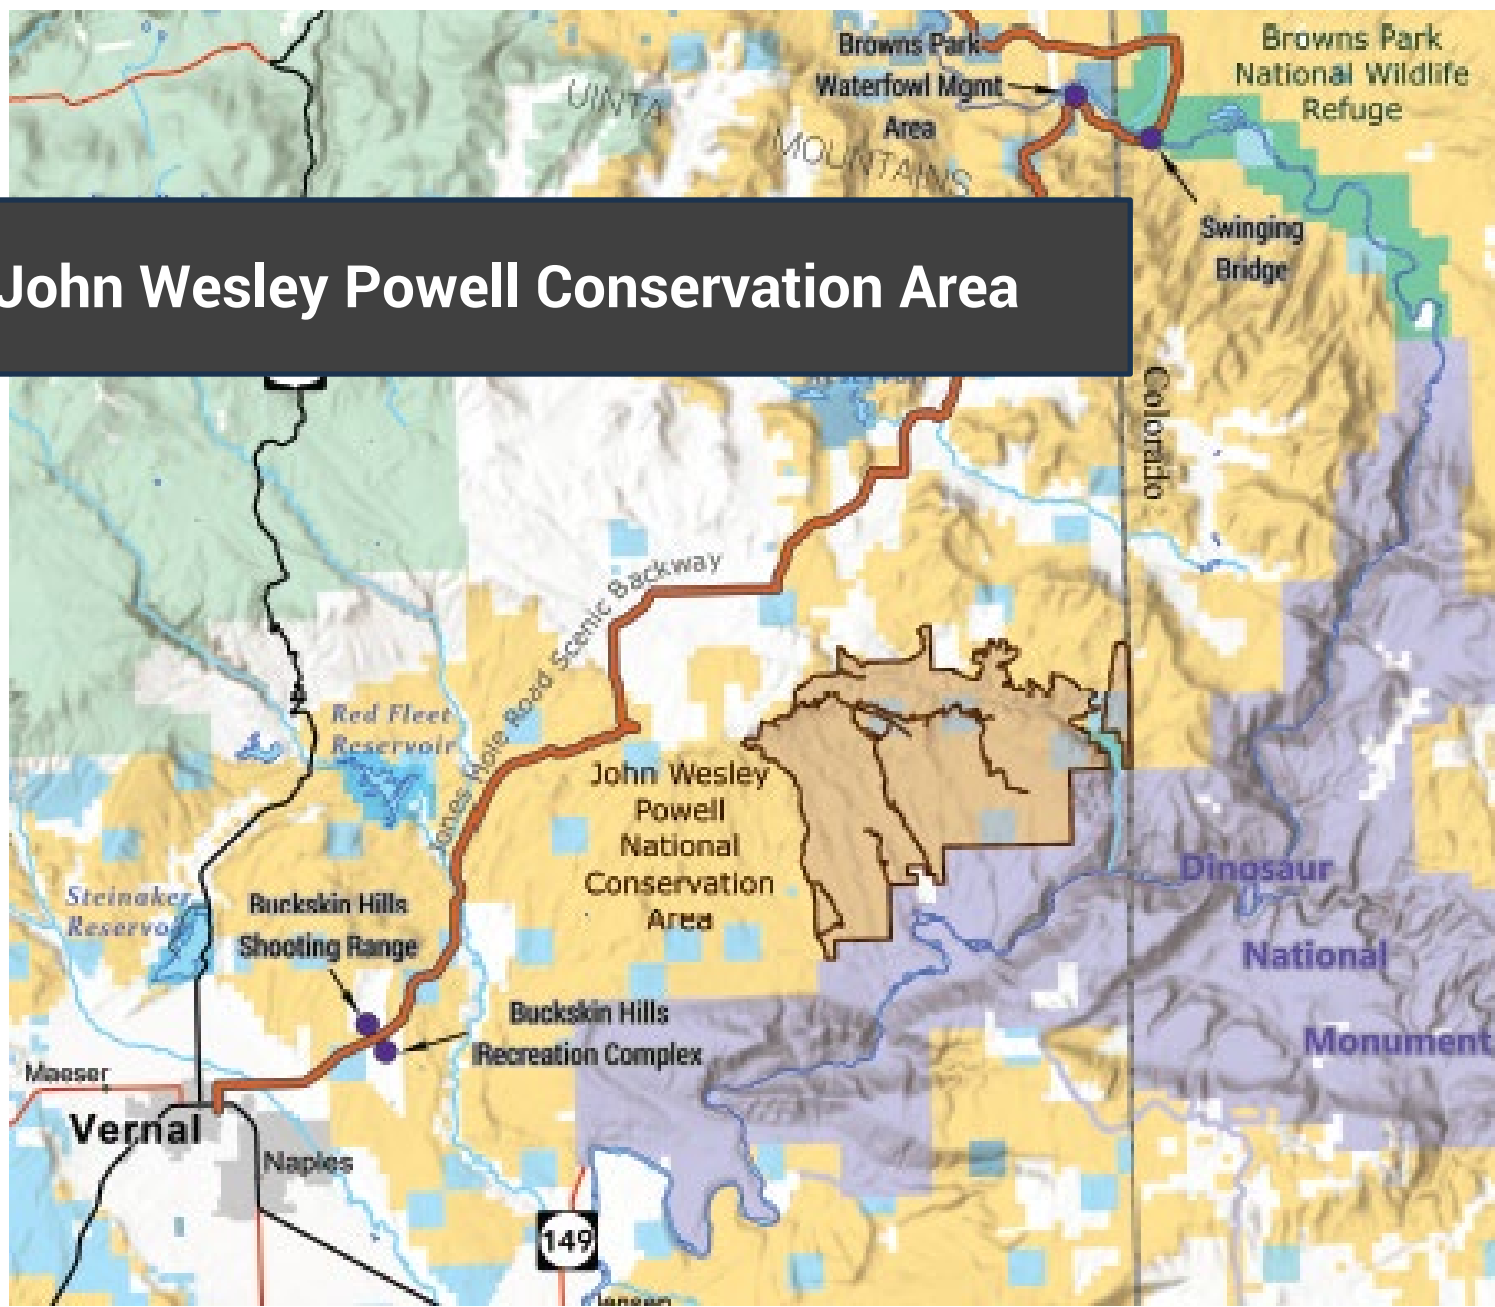 Browns Park
Waterfowl Mgmt
Area
Browns Park
National Wildlife
Refuge
UINTA
MOUNTAINS
Swinging
Bridge
John Wesley Powell Conservation Area
Colorado
Jones Hole Road Scenic Backway
Red Fleet
Reservoir
John Wesley
Powell
National
Conservation
Area
Dinosaur
National
Monument
Steinaker
Reservo
Buckskin Hills
Shooting Range
Buckskin Hills
Recreation Complex
Maeser
Vernal
Naples
149
Jensen